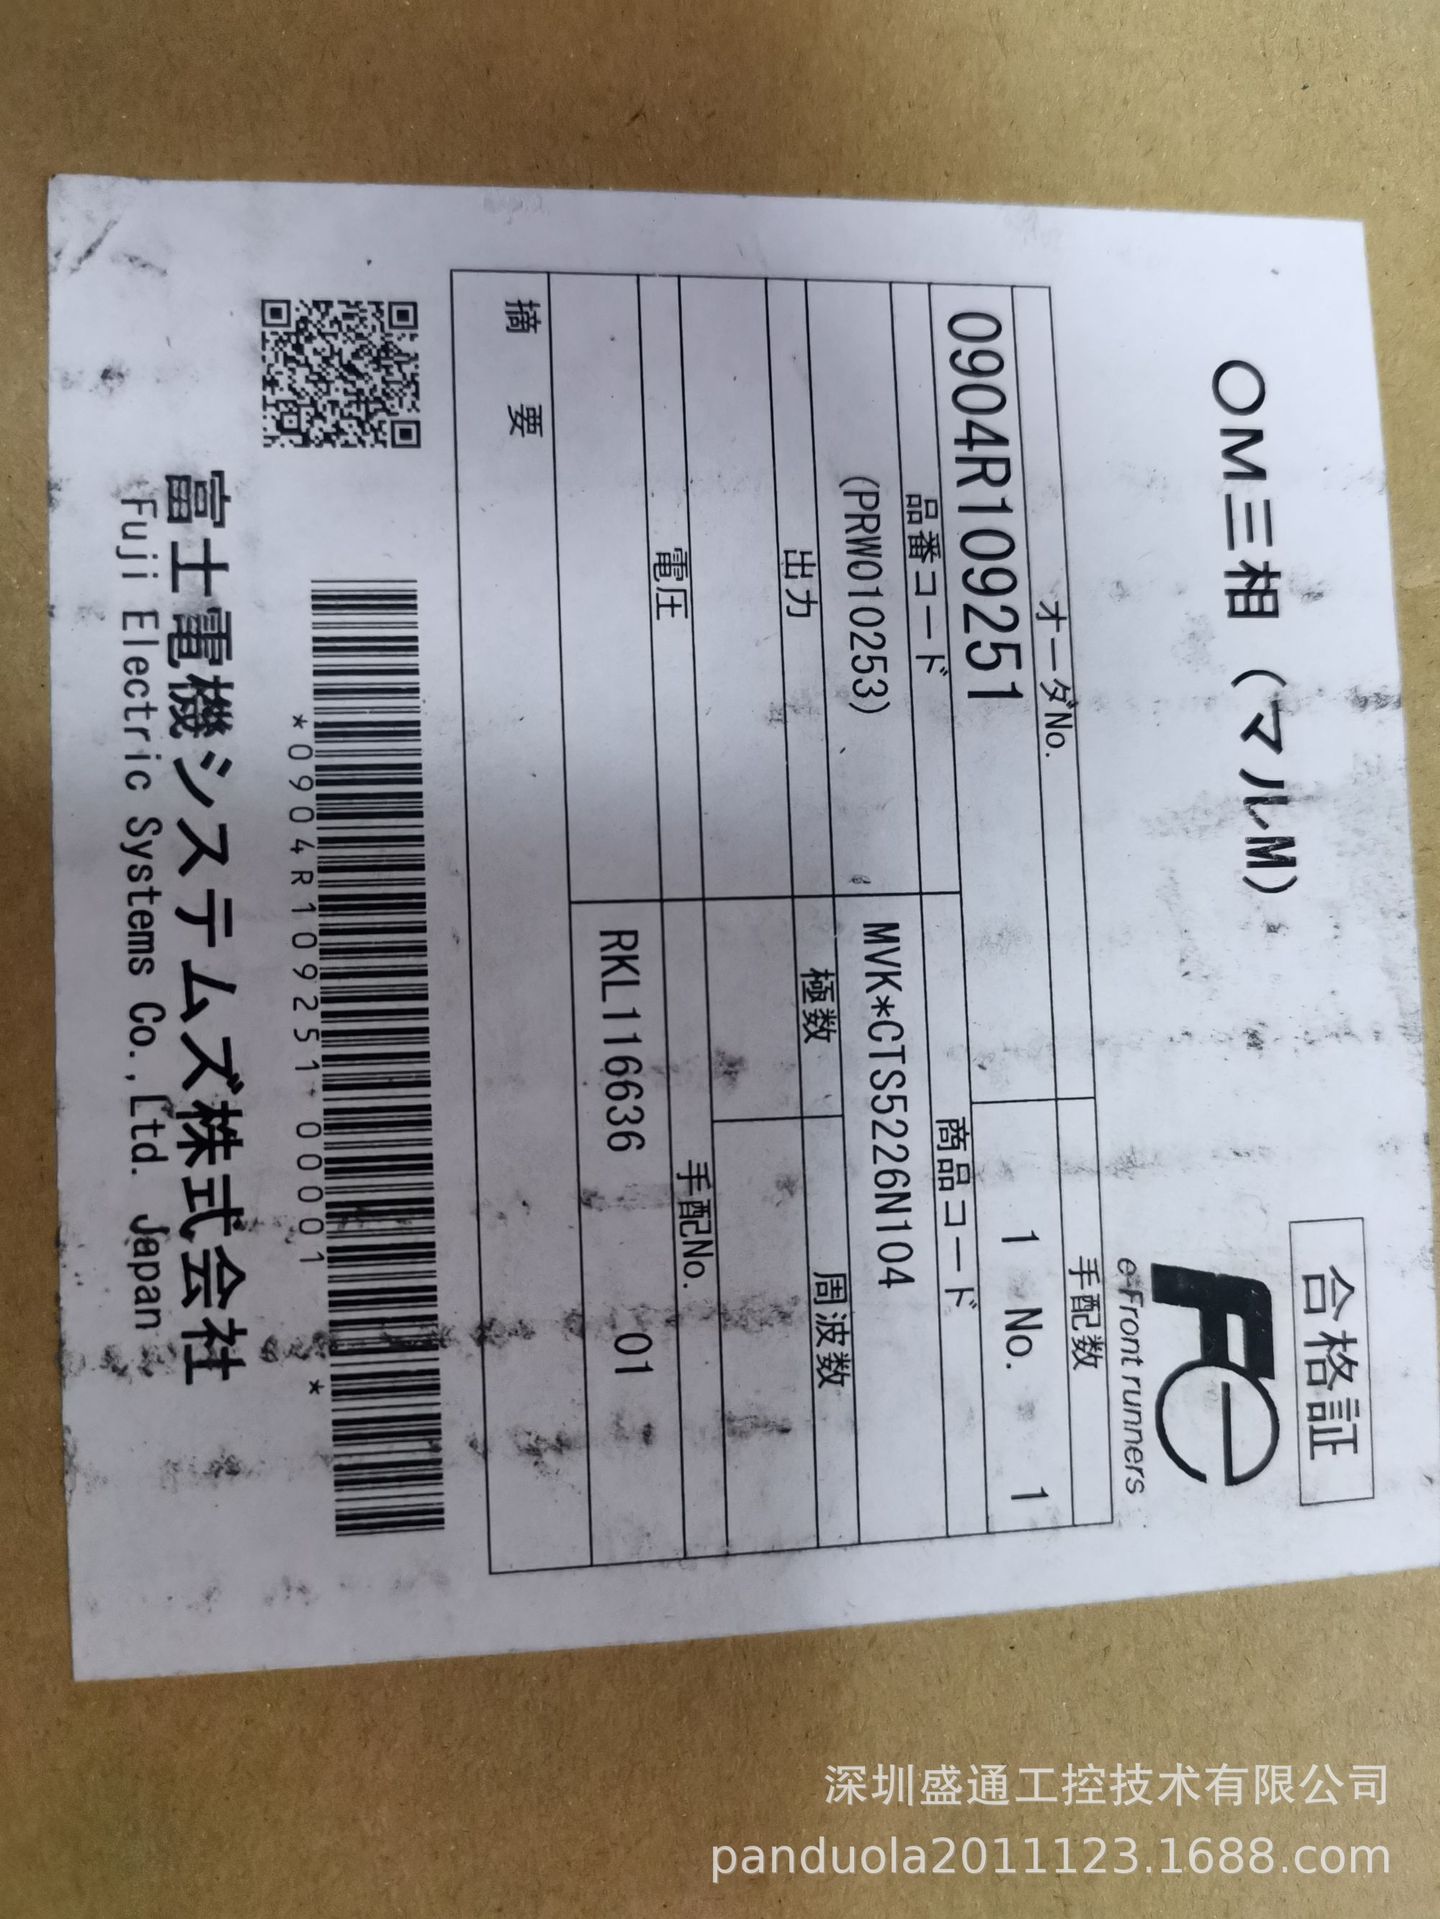 合格証
OM三相（マルM）
Fe
e-Front runners
オーダNo.
手配数
0904R109251
1 No. 1
品番コード
商品コード
(PRW010253)
MVK*CTS5226N104
出力
極数
周波数
電圧
手配No.
RKL116636 01
摘 要
*0904R109251 00001 *
富士電機システムズ株式会社
Fuji Electric Systems Co.,Ltd. Japan
深圳盛通工控技术有限公司
panduola2011123.1688.com